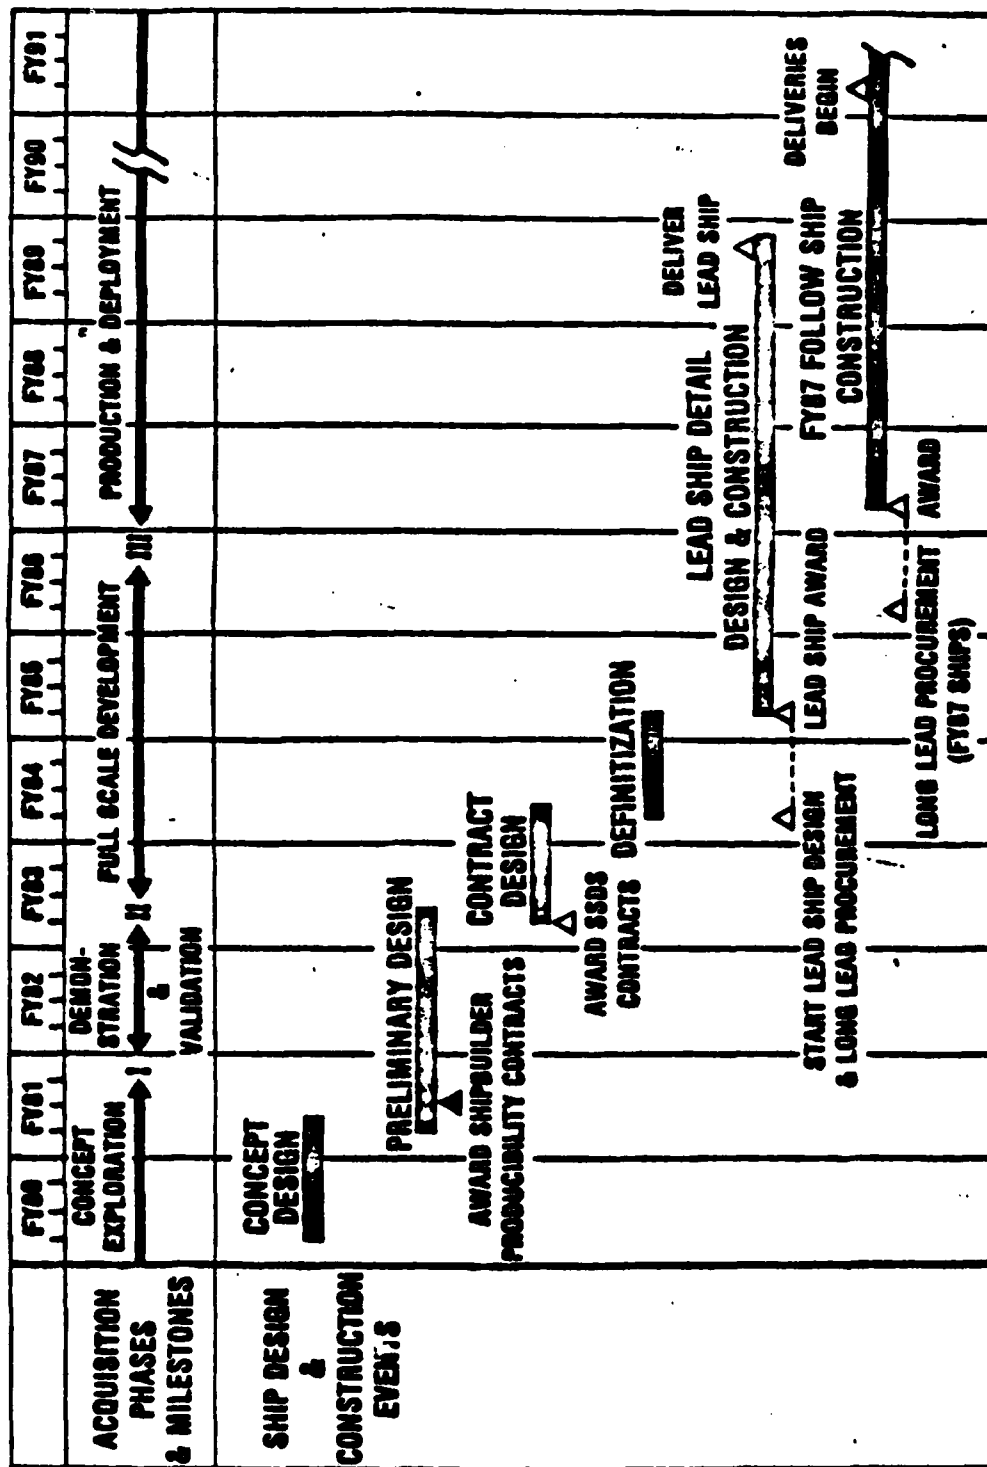 FY80 FY81 FY82 FY83 FY84 FY85 FY86 FY87 FY88 FY89 FY90 FY91
ACQUISITION
PHASES
& MILESTONES
CONCEPT
EXPLORATION
I
DEMON-
STRATION
&
VALIDATION
II
FULL SCALE DEVELOPMENT
III
PRODUCTION & DEPLOYMENT
SHIP DESIGN
&
CONSTRUCTION
EVENTS
CONCEPT
DESIGN
PRELIMINARY DESIGN
AWARD SHIPBUILDER
PRODUCIBILITY CONTRACTS
CONTRACT
DESIGN
AWARD SSDS
CONTRACTS
DEFINITIZATION
LEAD SHIP DETAIL
DESIGN & CONSTRUCTION
DELIVER
LEAD SHIP
LEAD SHIP AWARD
START LEAD SHIP DESIGN
& LONG LEAD PROCUREMENT
FY87 FOLLOW SHIP
CONSTRUCTION
DELIVERIES
BEGIN
AWARD
LONG LEAD PROCUREMENT
(FY87 SHIPS)